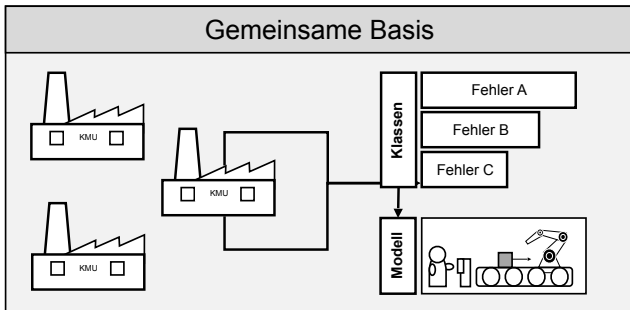 Gemeinsame Basis
KMU
KMU
KMU
Klassen
Fehler A
Fehler B
Fehler C
Modell